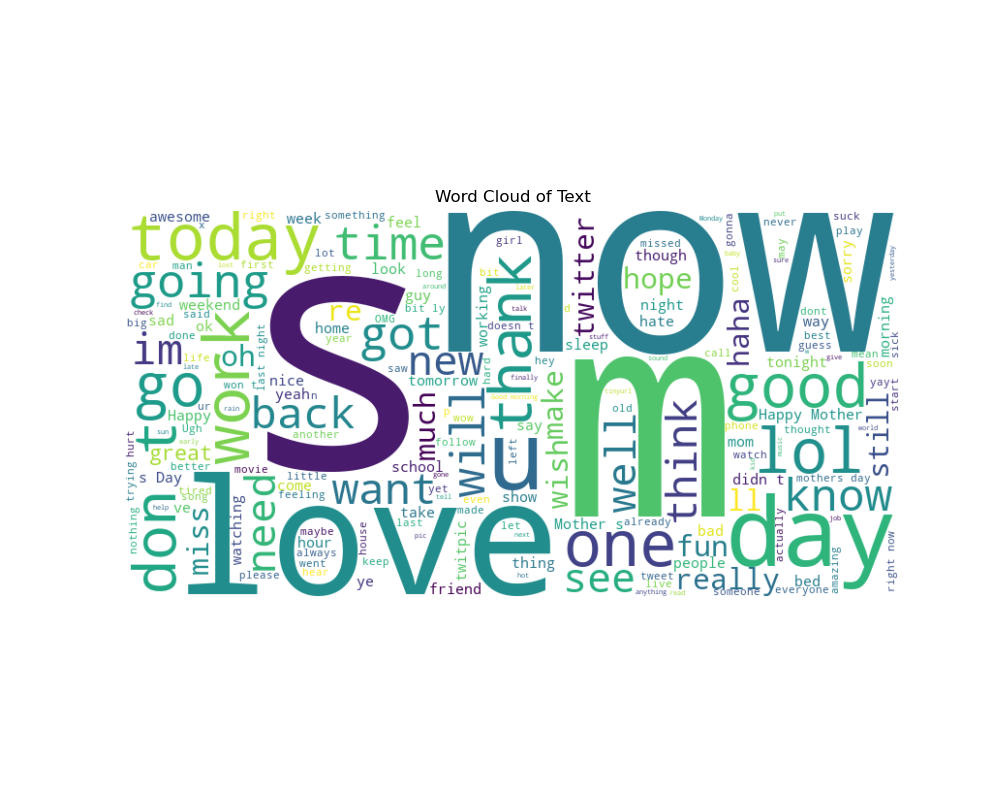 Word Cloud of Text
now
s
m
love
today
day
going
time
good
work
go
got
back
new
thank
will
u
one
want
lol
know
see
don
t
im
oh
re
much
well
think
still
really
need
miss
haha
twitter
hope
ll
fun
wish
make
awesome
x
right
week
something
feel
car
man
lost
first
getting
lot
look
long
around
guy
bit ly
find
weekend
check
said
OMG
big
sad
ok
home
year
done
life
late
last night
saw
won
r
nice
yeah
n
tomorrow
ur
Happy
rain
another
Ugh
sun
early
great
hurt
better
s Day
movie
little
school
gone
trying
tired
song
come
feeling
yet
tell
nothing
help
ve
watching
maybe
house
last
take
pic
hour
always
went
hear
keep
please
ye
friend
twitpic
girl
bit
later
working
talk
doesn t
d
stuff
sleep
hard
hey
finally
Good morning
p
wow
say
follow
left
even
show
made
let
next
thing
hot
missed
though
night
hate
Monday
gonna
baby
cool
call
put
never
may
sure
suck
play
sorry
yesterday
dont
way
best
guess
w
mean
morning
sick
soon
tonight
yay
start
tinyurl
sound
old
phone
mom
Happy Mother
thought
world
watch
music
kid
didn t
mothers day
Mother s
already
bad
people
tweet
live
anything
read
someone
bed
everyone
actually
job
amazing
right now